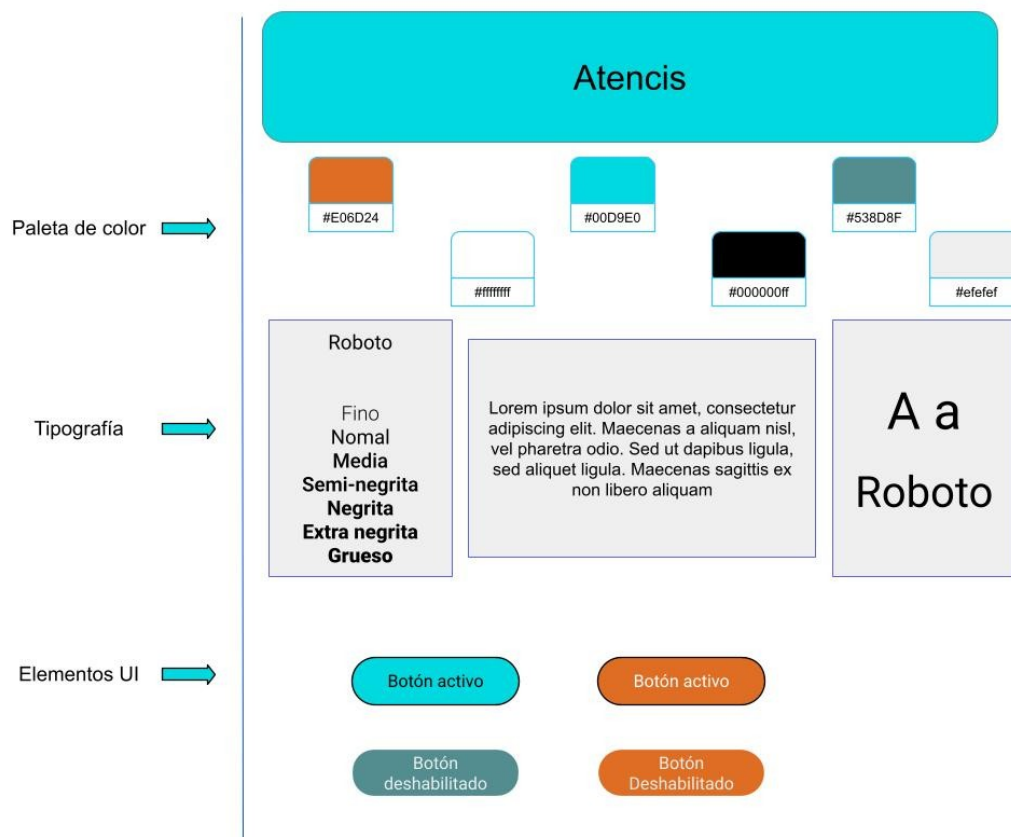 Atencis
Paleta de color
#E06D24
#00D9E0
#538D8F
#ffffffff
#000000ff
#efefef
Tipografía
Roboto
Fino
Nomal
Media
Semi-negrita
Negrita
Extra negrita
Grueso
Lorem ipsum dolor sit amet, consectetur
adipiscing elit. Maecenas a aliquam nisl,
vel pharetra odio. Sed ut dapibus ligula,
sed aliquet ligula. Maecenas sagittis ex
non libero aliquam
A a
Roboto
Elementos UI
Botón activo
Botón activo
Botón
deshabilitado
Botón
Deshabilitado